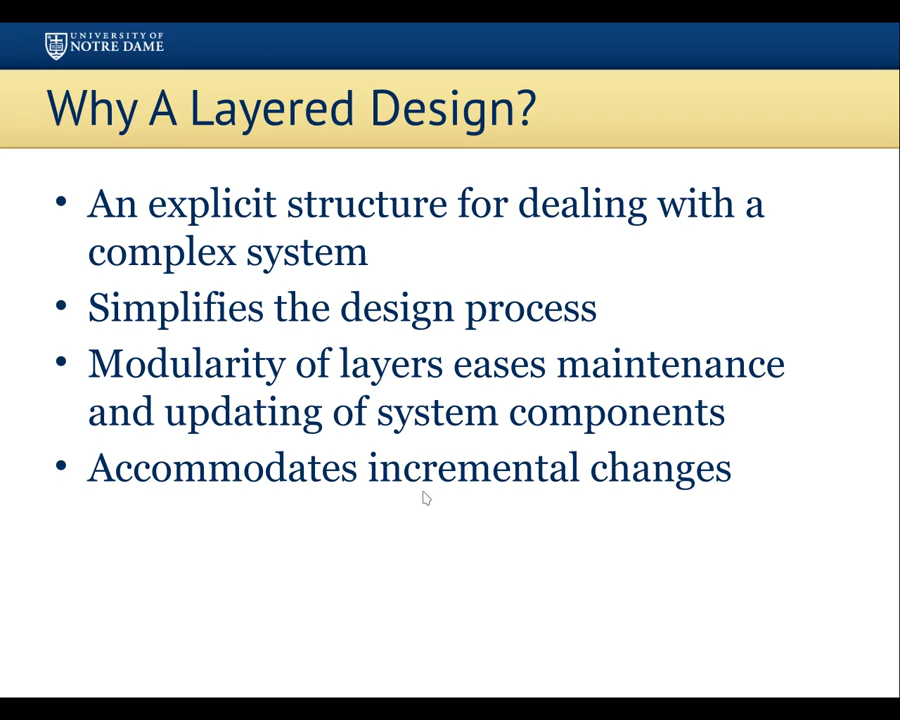 UNIVERSITY OF
NOTRE DAME
Why A Layered Design?
• An explicit structure for dealing with a
complex system
• Simplifies the design process
• Modularity of layers eases maintenance
and updating of system components
• Accommodates incremental changes